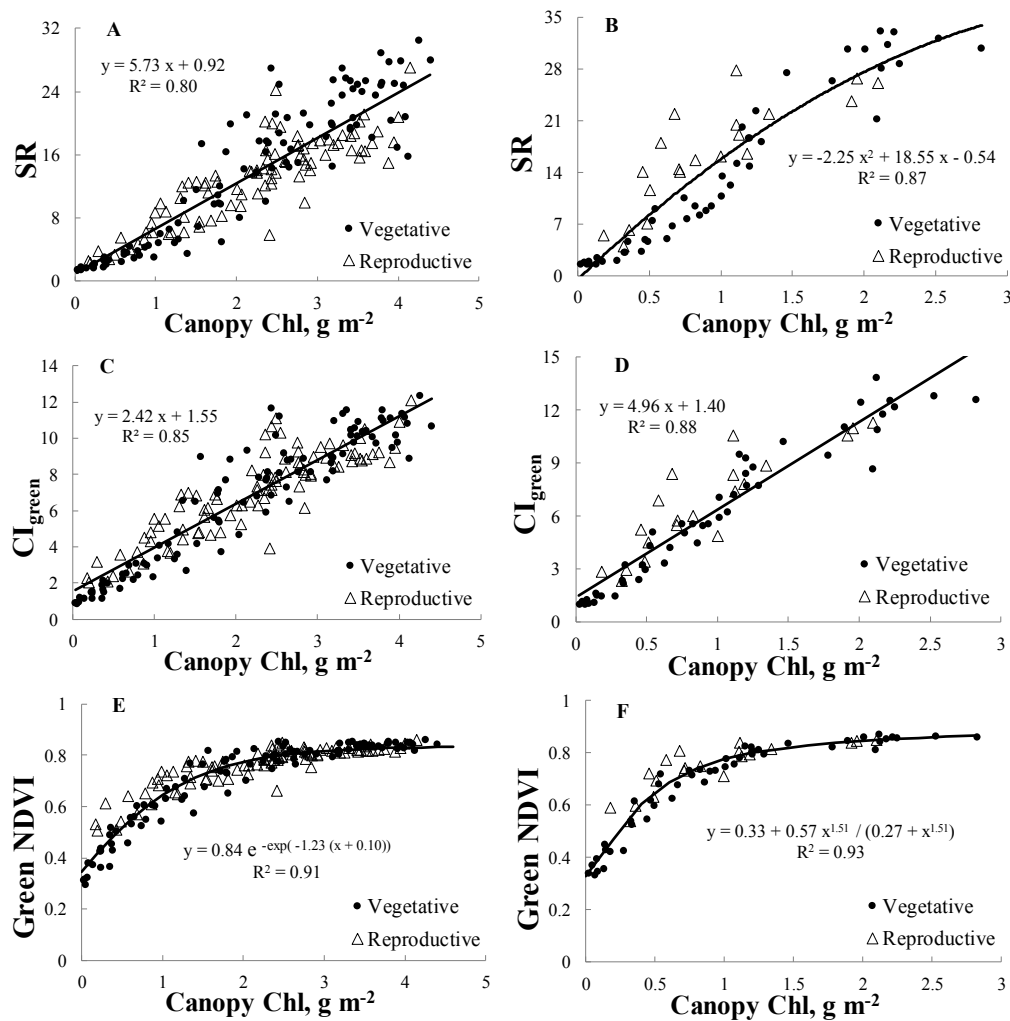 A
y = 5.73 x + 0.92
R² = 0.80
32
24
16
8
0
SR
Vegetative
Reproductive
0 1 2 3 4 5
Canopy Chl, g m-2
B
y = -2.25 x² + 18.55 x - 0.54
R² = 0.87
35
28
21
14
7
0
SR
Vegetative
Reproductive
0 0.5 1 1.5 2 2.5 3
Canopy Chl, g m-2
C
y = 2.42 x + 1.55
R² = 0.85
14
12
10
8
6
4
2
0
CIgreen
Vegetative
Reproductive
0 1 2 3 4 5
Canopy Chl, g m-2
D
y = 4.96 x + 1.40
R² = 0.88
15
12
9
6
3
0
CIgreen
Vegetative
Reproductive
0 0.5 1 1.5 2 2.5 3
Canopy Chl, g m-2
E
y = 0.84 e -exp( -1.23 (x + 0.10))
R² = 0.91
1
0.8
0.6
0.4
0.2
0
Green NDVI
Vegetative
Reproductive
0 1 2 3 4 5
Canopy Chl, g m-2
F
y = 0.33 + 0.57 x1.51 / (0.27 + x1.51)
R² = 0.93
1
0.8
0.6
0.4
0.2
0
Green NDVI
Vegetative
Reproductive
0 0.5 1 1.5 2 2.5 3
Canopy Chl, g m-2